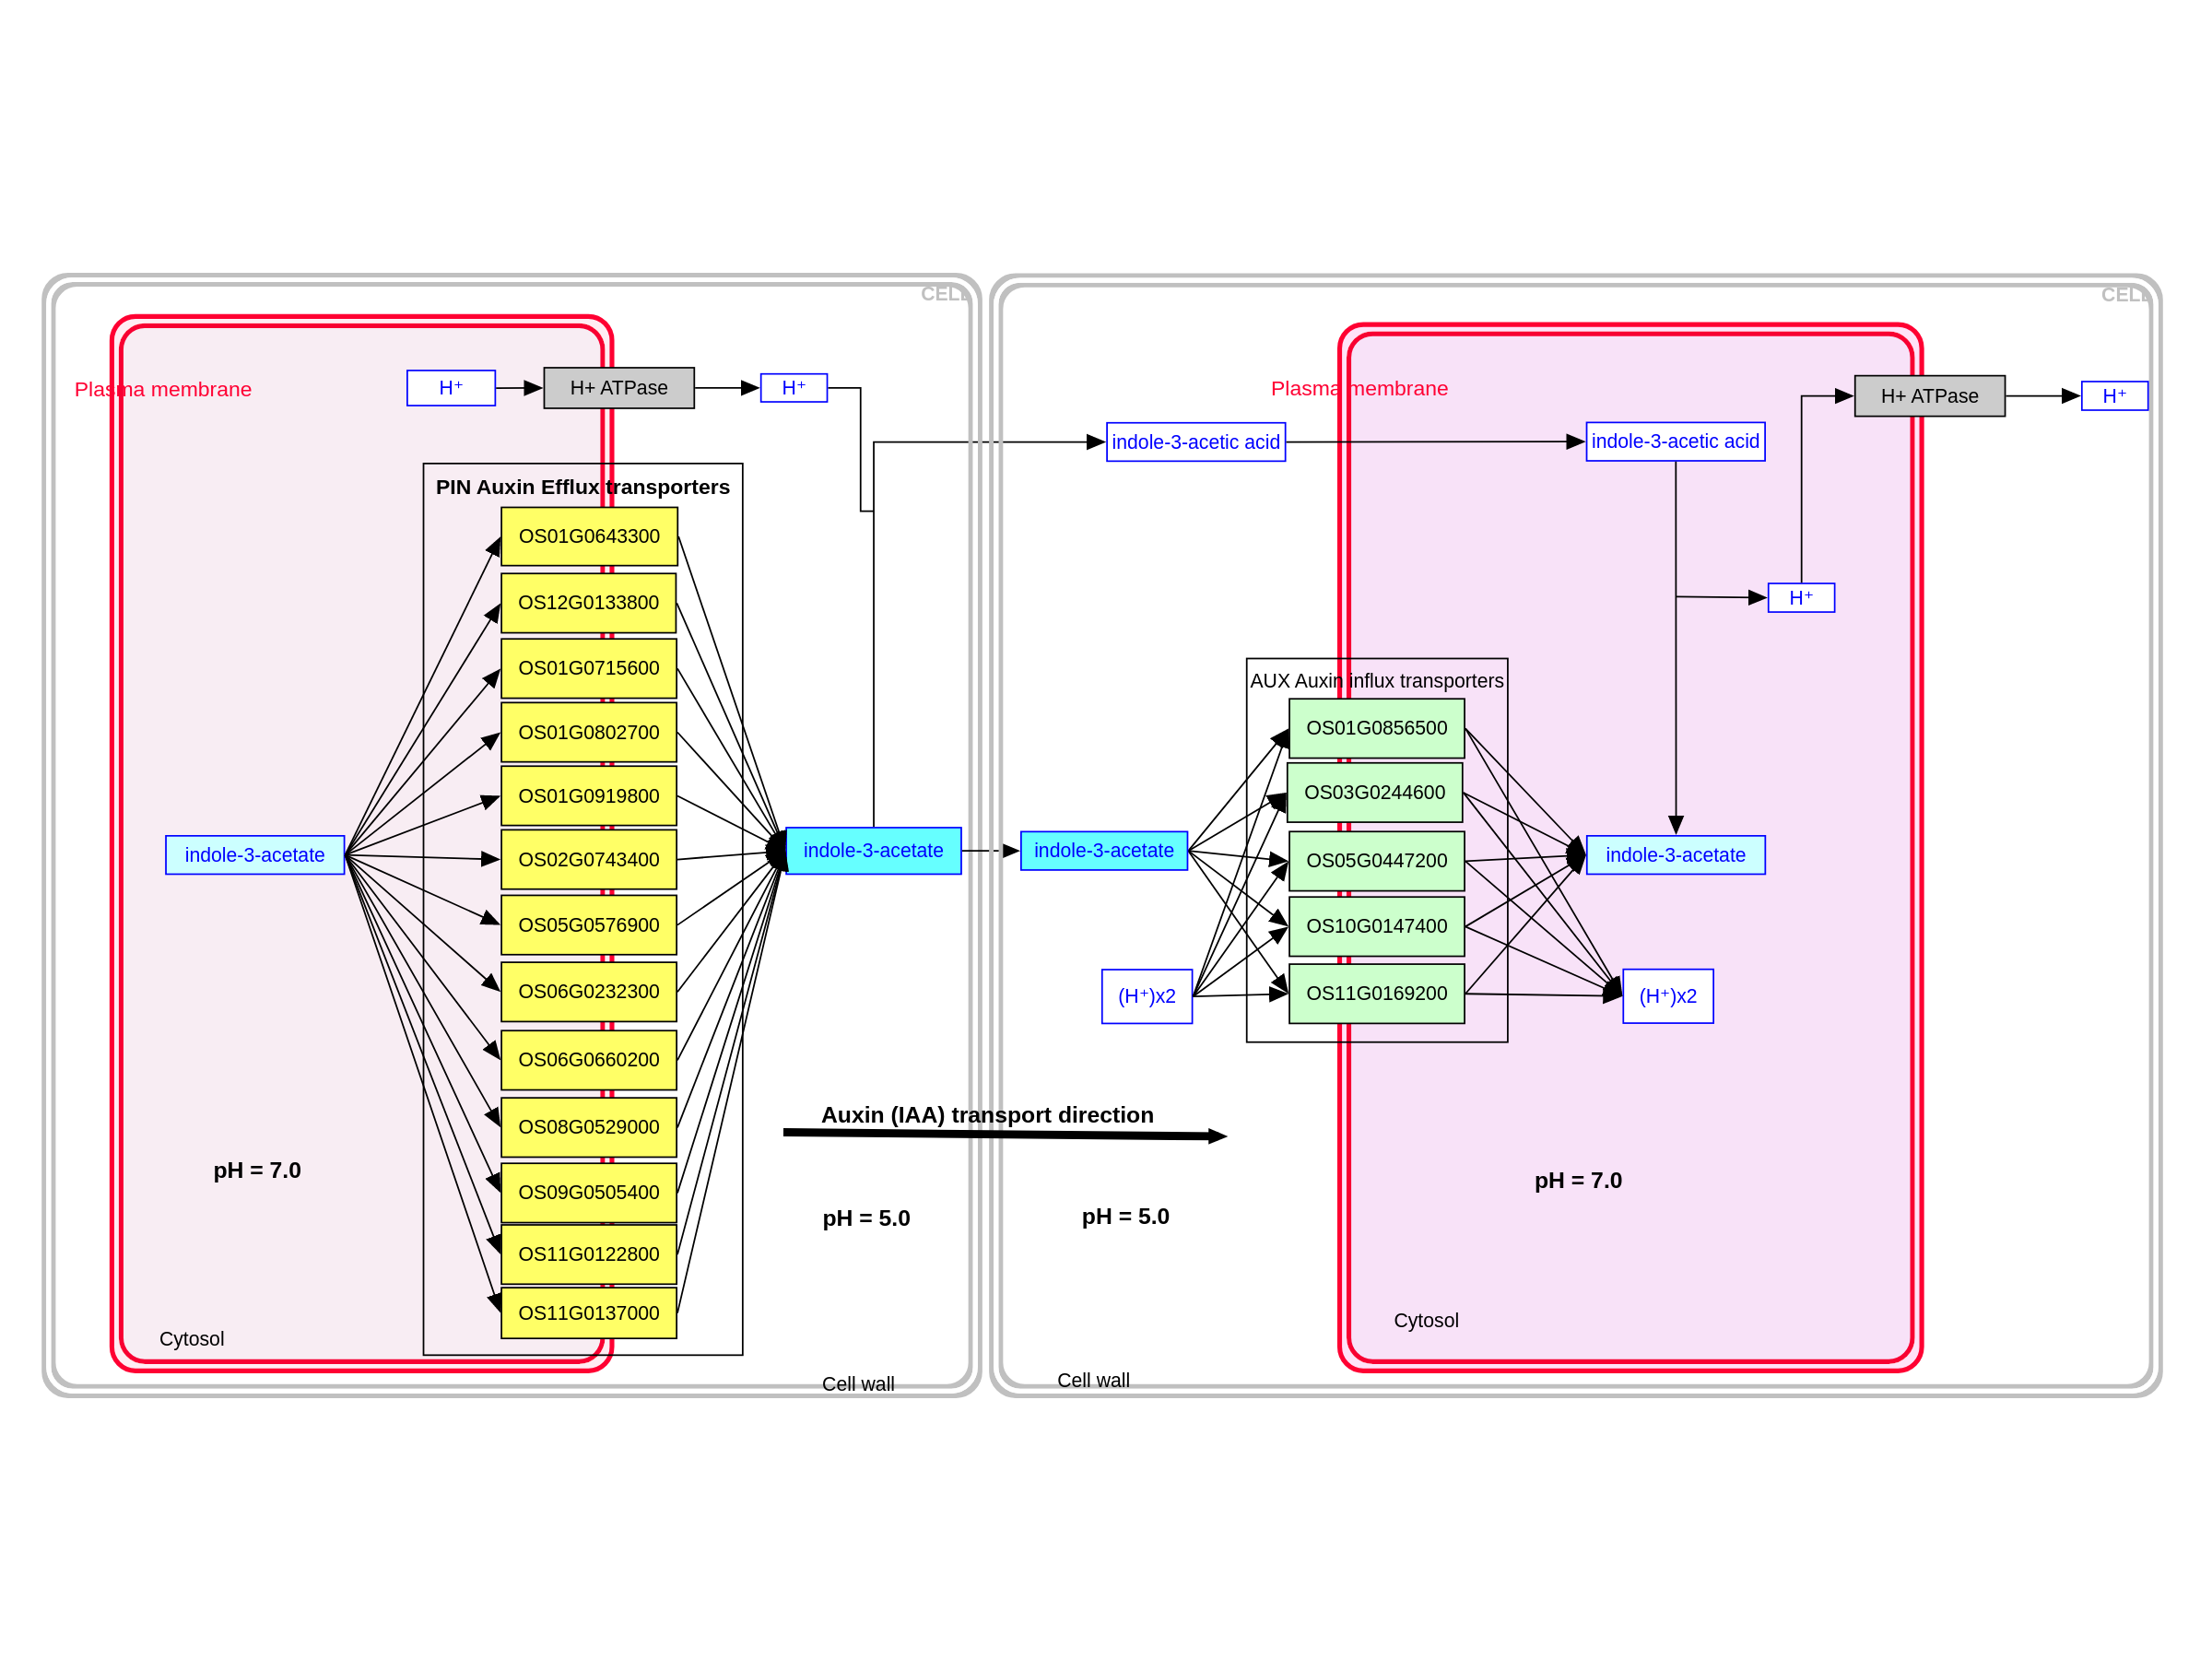 CELL
CELL
Plasma membrane
H⁺
H+ ATPase
H⁺
Plasma membrane
H+ ATPase
H⁺
indole-3-acetic acid
indole-3-acetic acid
PIN Auxin Efflux transporters
OS01G0643300
OS12G0133800
OS01G0715600
OS01G0802700
OS01G0919800
OS02G0743400
OS05G0576900
OS06G0232300
OS06G0660200
OS08G0529000
OS09G0505400
OS11G0122800
OS11G0137000
indole-3-acetate
indole-3-acetate
indole-3-acetate
H⁺
AUX Auxin influx transporters
OS01G0856500
OS03G0244600
OS05G0447200
OS10G0147400
OS11G0169200
indole-3-acetate
(H⁺)x2
(H⁺)x2
Auxin (IAA) transport direction
pH = 7.0
pH = 5.0
pH = 5.0
pH = 7.0
Cytosol
Cytosol
Cell wall
Cell wall